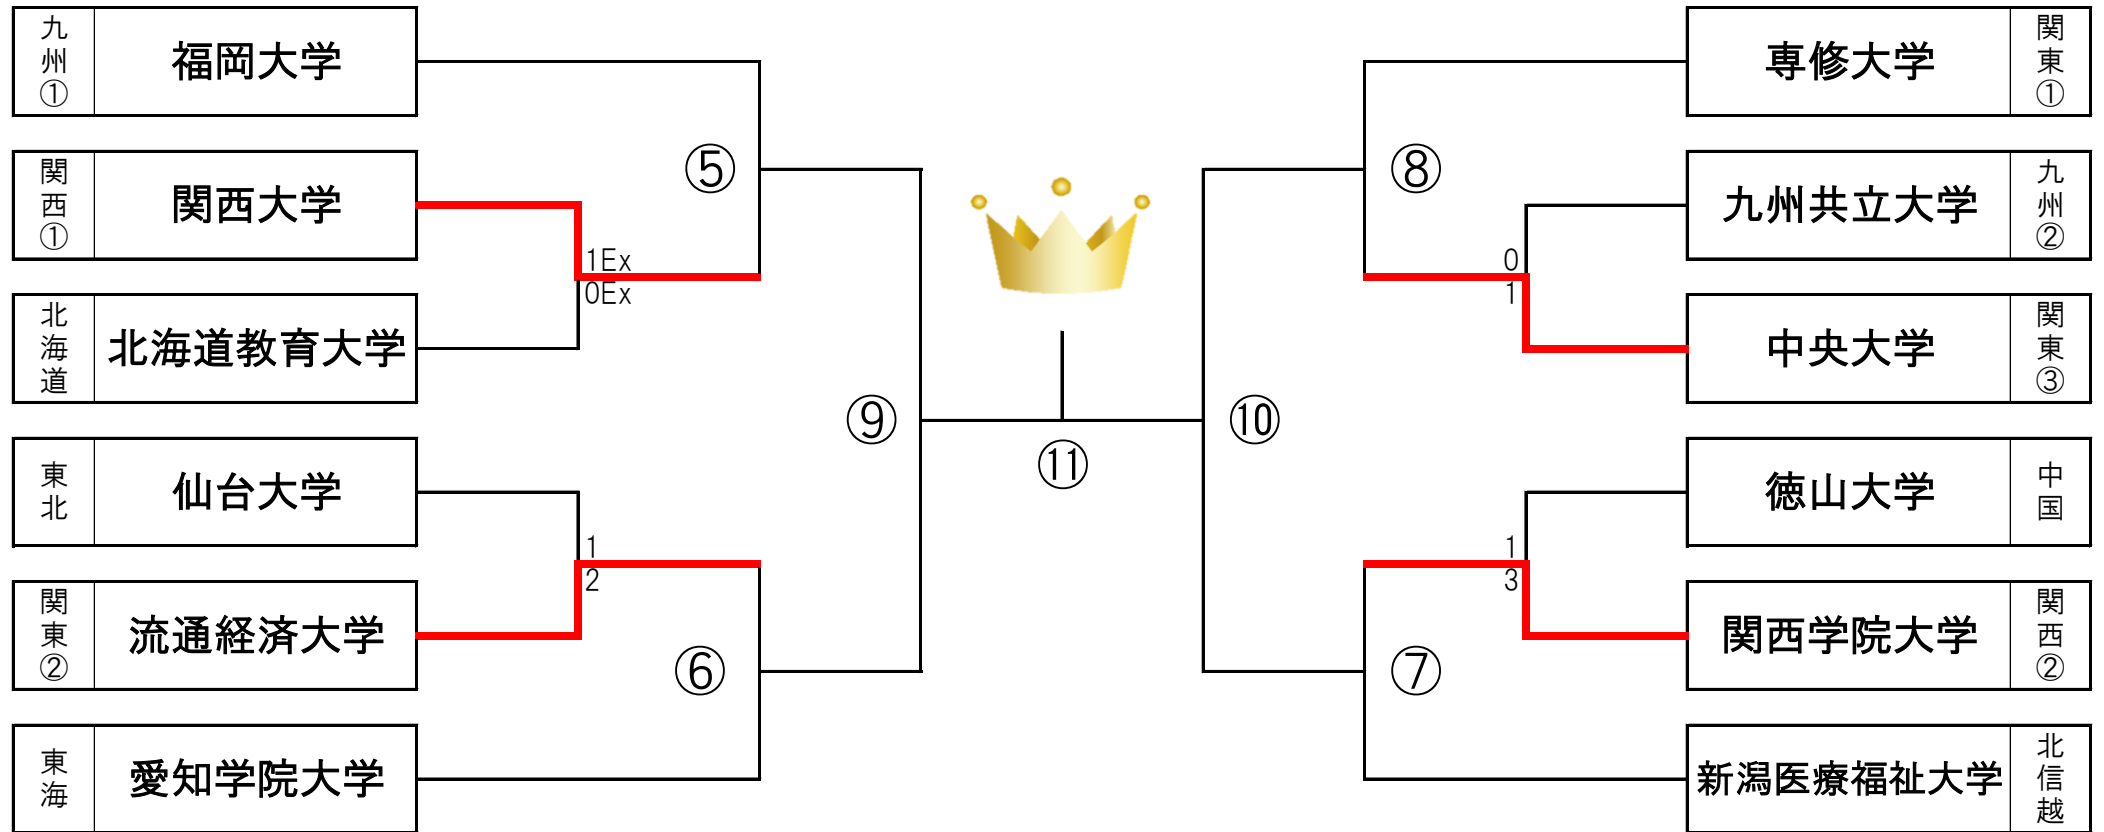 九州① 福岡大学
関西① 関西大学
北海道 北海道教育大学
東北 仙台大学
関東② 流通経済大学
東海 愛知学院大学
⑤
1Ex
0Ex
1
2
⑥
⑨
⑪
⑩
⑧
0
1
1
3
⑦
専修大学 関東①
九州共立大学 九州②
中央大学 関東③
徳山大学 中国
関西学院大学 関西②
新潟医療福祉大学 北信越